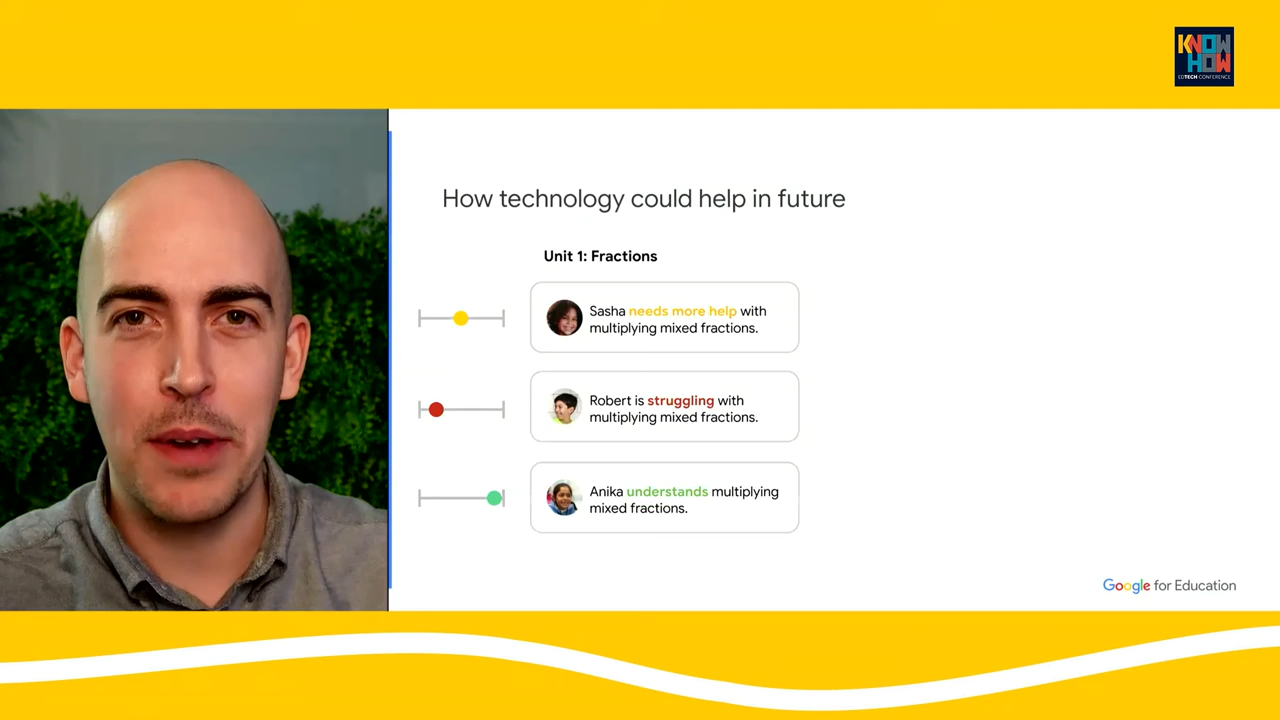 KNOW
HOW
EDTECH CONFERENCE
How technology could help in future
Unit 1: Fractions
Sasha needs more help with
multiplying mixed fractions.
Robert is struggling with
multiplying mixed fractions.
Anika understands multiplying
mixed fractions.
Google for Education